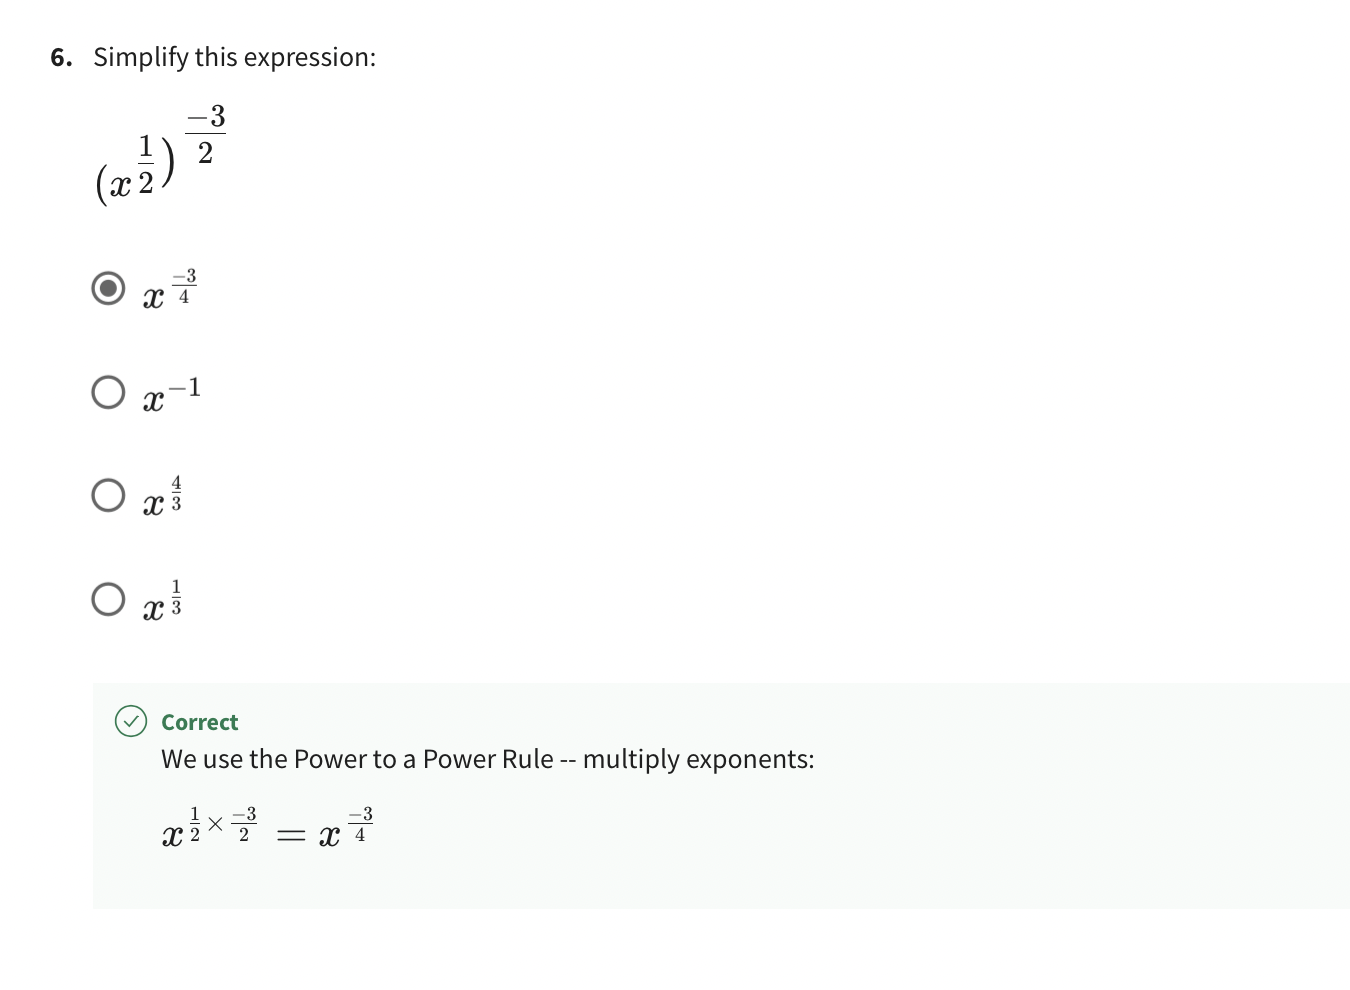 6. Simplify this expression:
$(x^{\frac{1}{2}})^{\frac{-3}{2}}$
$x^{\frac{-3}{4}}$
$x^{-1}$
$x^{\frac{4}{3}}$
$x^{\frac{1}{3}}$
Correct
We use the Power to a Power Rule -- multiply exponents:
$x^{\frac{1}{2} \times \frac{-3}{2}} = x^{\frac{-3}{4}}$